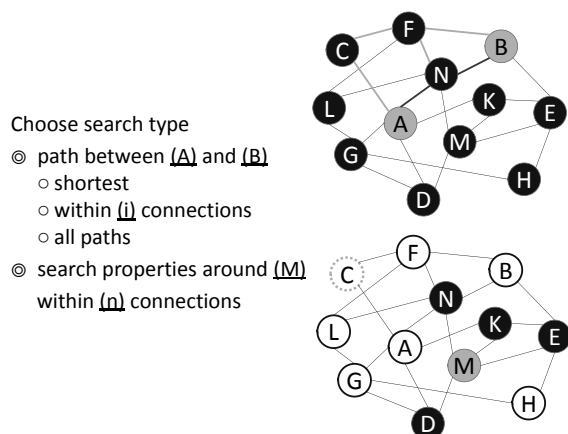 Choose search type
◎ path between (A) and (B)
○ shortest
○ within (i) connections
○ all paths
◎ search properties around (M)
within (n) connections
F
B
C
N
K
L
A
E
M
G
H
D
F
B
C
N
K
L
A
E
M
G
H
D